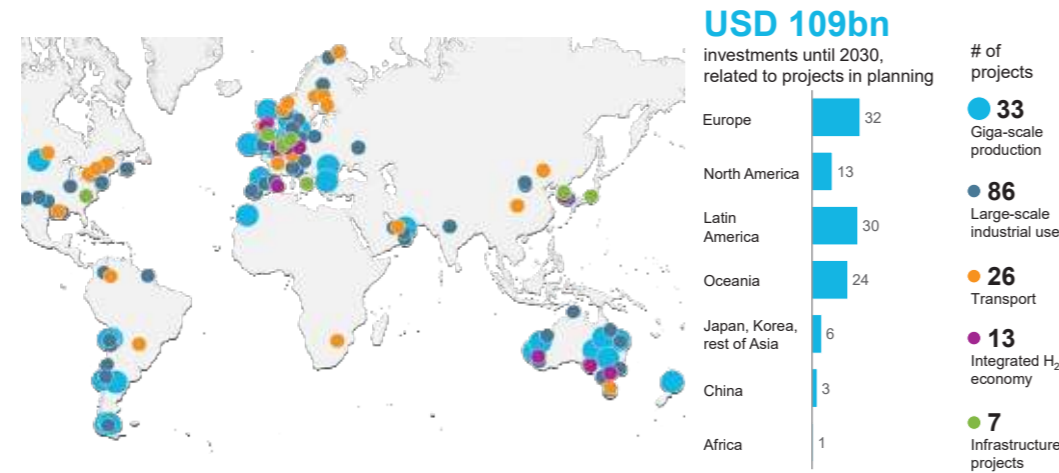 USD 109bn
investments until 2030,
related to projects in planning
Europe
32
North America
13
Latin
America
30
Oceania
24
Japan, Korea,
rest of Asia
6
China
3
Africa
1
# of
projects
33
Giga-scale
production
86
Large-scale
industrial use
26
Transport
13
Integrated H₂
economy
7
Infrastructure
projects